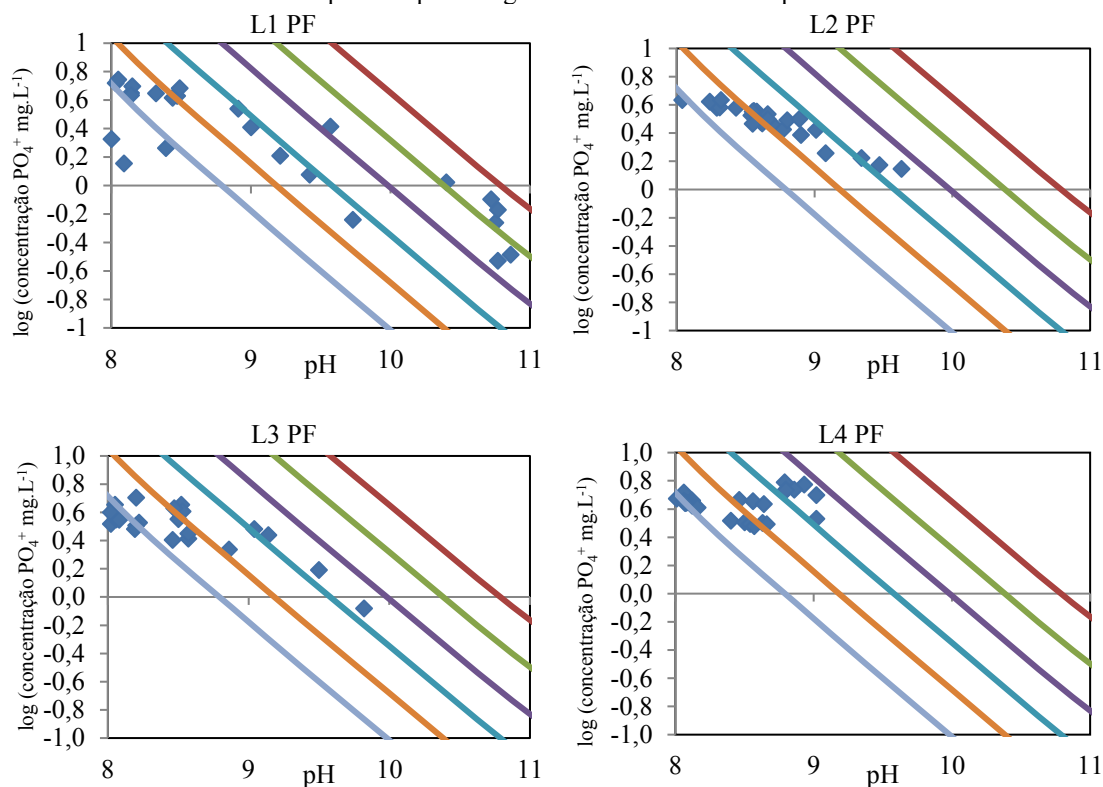 L1 PF
log (concentração PO₄⁺ mg.L⁻¹)
1
0,8
0,6
0,4
0,2
0
-0,2
-0,4
-0,6
-0,8
-1
8 9 10 11
pH
L2 PF
log (concentração PO₄⁺ mg.L⁻¹)
1
0,8
0,6
0,4
0,2
0
-0,2
-0,4
-0,6
-0,8
-1
8 9 10 11
pH
L3 PF
log (concentração PO₄⁺ mg.L⁻¹)
1,0
0,8
0,6
0,4
0,2
0,0
-0,2
-0,4
-0,6
-0,8
-1,0
8 9 10 11
pH
L4 PF
log (concentração PO₄⁺ mg.L⁻¹)
1,0
0,8
0,6
0,4
0,2
0,0
-0,2
-0,4
-0,6
-0,8
-1,0
8 9 10 11
pH